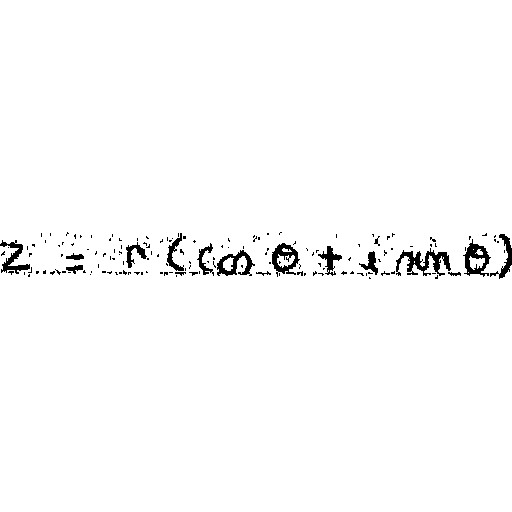 z = r (cos θ + i sin θ)